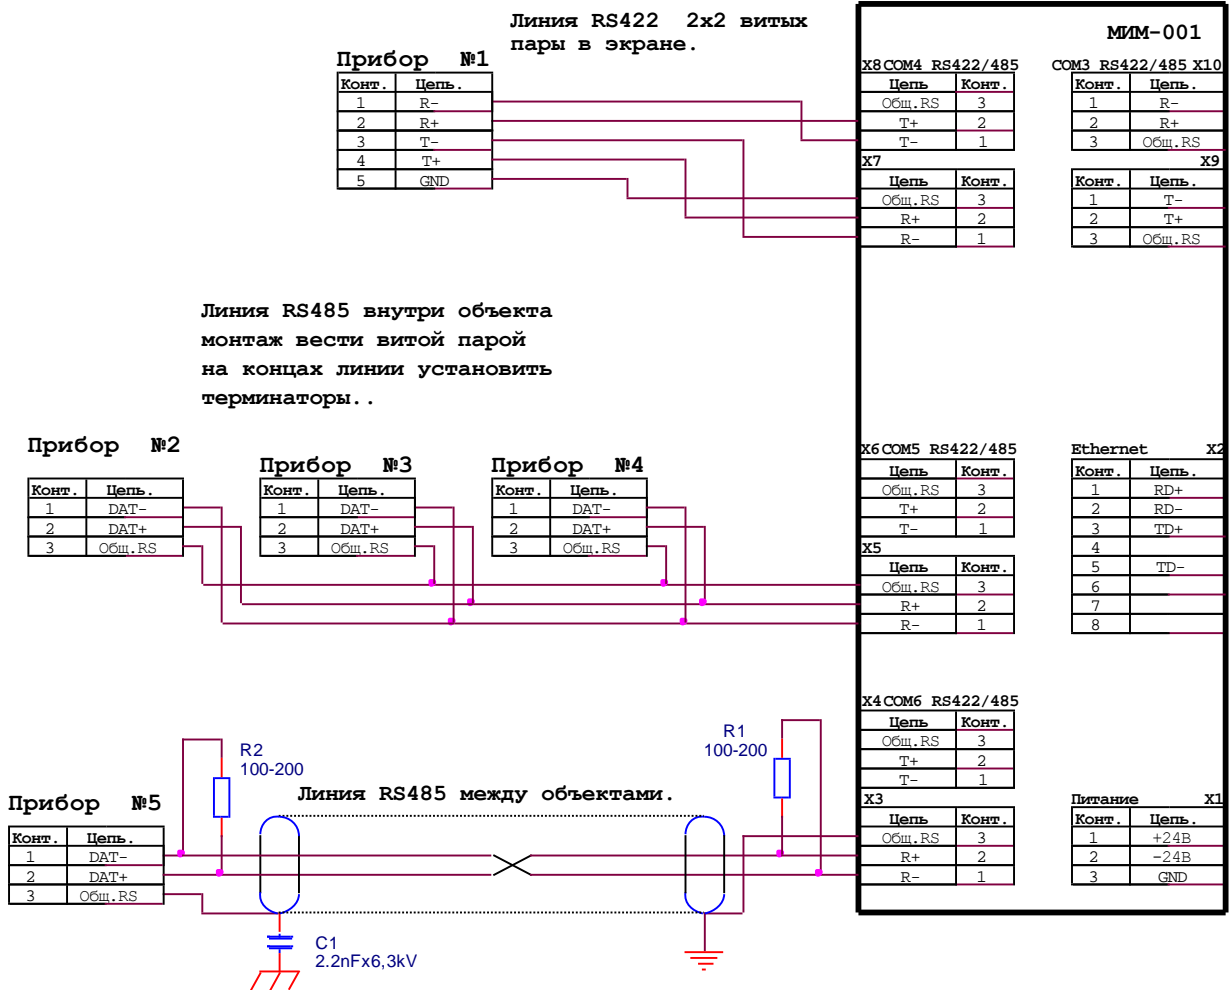 Линия RS422 2х2 витых
пары в экране.
МИМ-001
Прибор №1
Конт. Цепь.
1 R-
2 R+
3 T-
4 T+
5 GND
X8 COM4 RS422/485
Цепь Конт.
Общ.RS 3
T+ 2
T- 1
X7
Цепь Конт.
Общ.RS 3
R+ 2
R- 1
COM3 RS422/485 X10
Конт. Цепь.
1 R-
2 R+
3 Общ.RS
X9
Конт. Цепь.
1 T-
2 T+
3 Общ.RS
Линия RS485 внутри объекта
монтаж вести витой парой
на концах линии установить
терминаторы..
Прибор №2
Конт. Цепь.
1 DAT-
2 DAT+
3 Общ.RS
Прибор №3
Конт. Цепь.
1 DAT-
2 DAT+
3 Общ.RS
Прибор №4
Конт. Цепь.
1 DAT-
2 DAT+
3 Общ.RS
X6 COM5 RS422/485
Цепь Конт.
Общ.RS 3
T+ 2
T- 1
X5
Цепь Конт.
Общ.RS 3
R+ 2
R- 1
Ethernet X2
Конт. Цепь.
1 RD+
2 RD-
3 TD+
4
5 TD-
6
7
8
X4 COM6 RS422/485
Цепь Конт.
Общ.RS 3
T+ 2
T- 1
X3
Цепь Конт.
Общ.RS 3
R+ 2
R- 1
Питание X1
Конт. Цепь.
1 +24В
2 -24В
3 GND
R2
100-200
R1
100-200
Линия RS485 между объектами.
Прибор №5
Конт. Цепь.
1 DAT-
2 DAT+
3 Общ.RS
C1
2.2nFx6,3kV